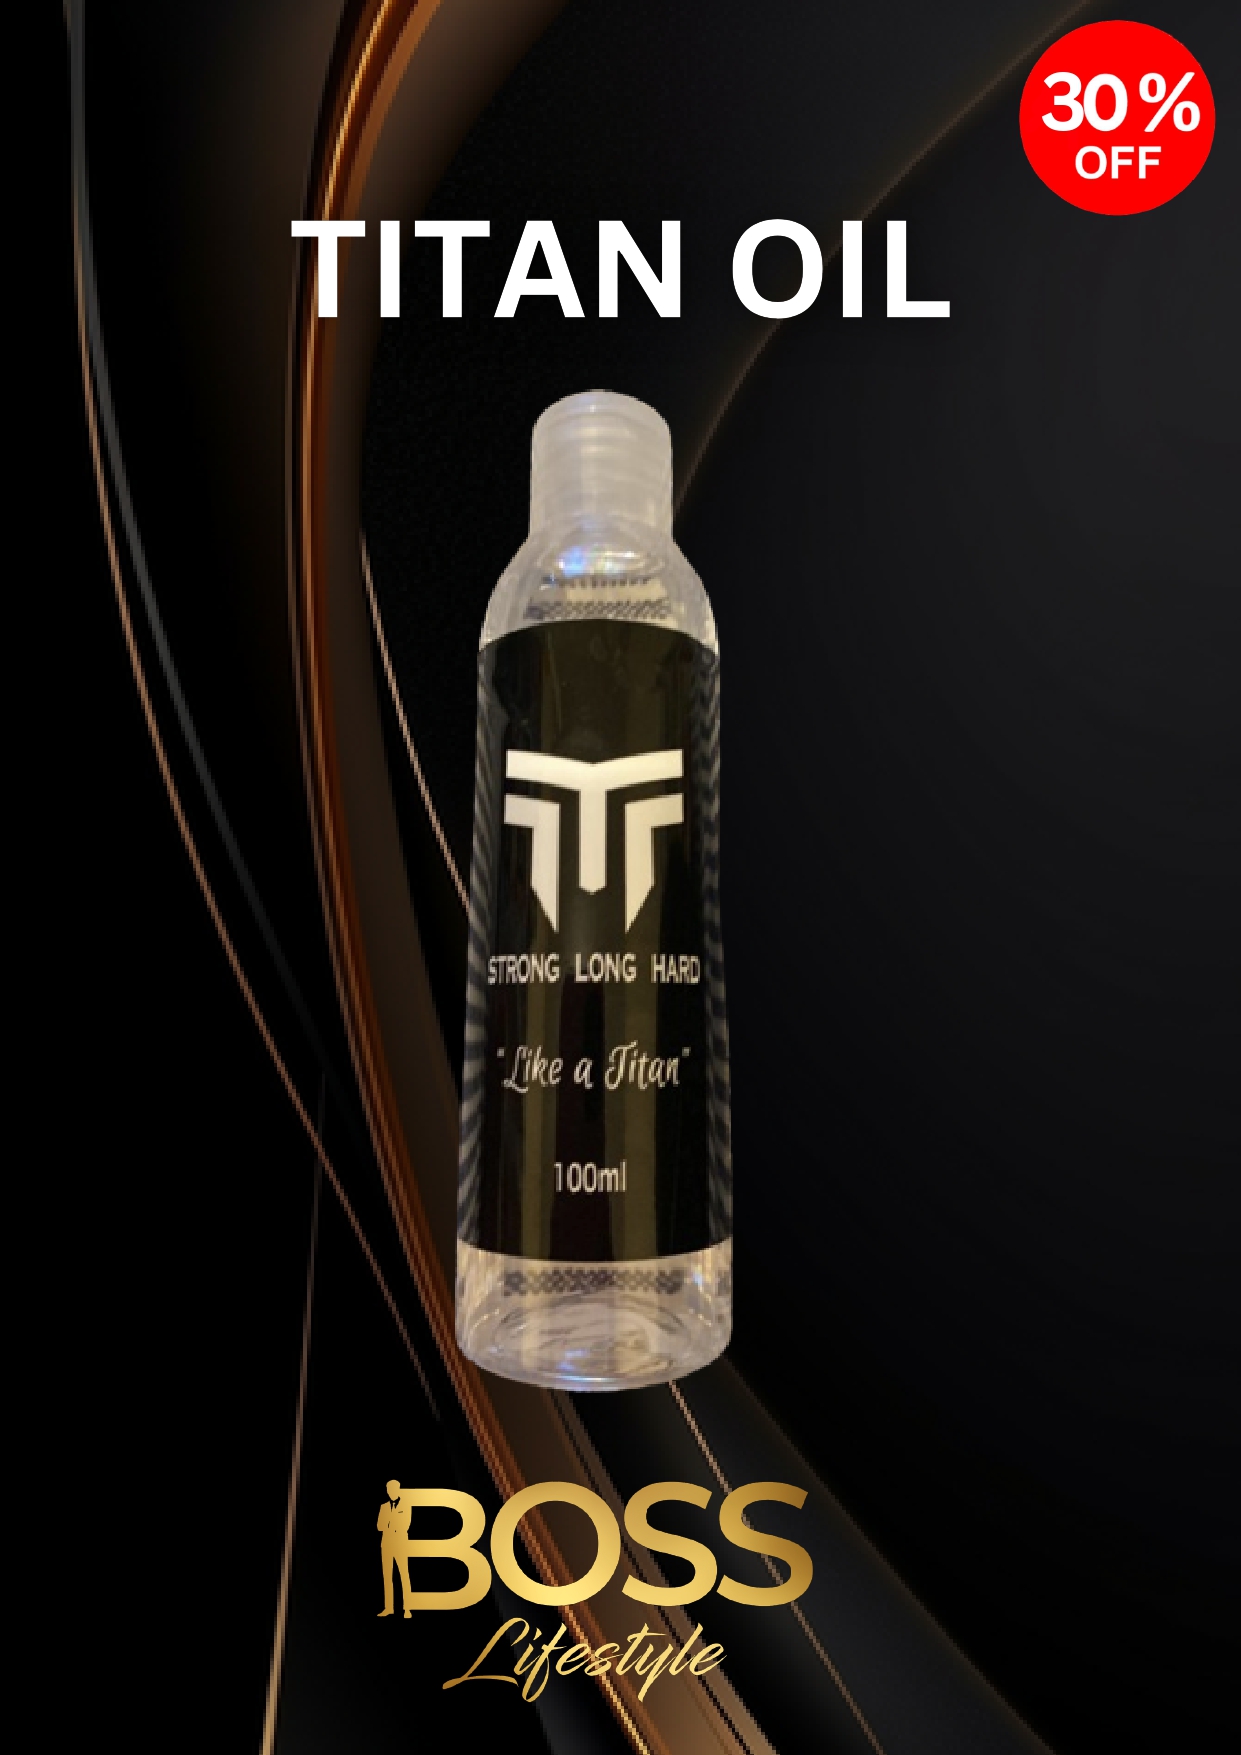 30%
OFF
TITAN OIL
STRONG LONG HARD
"Like a Titan"
100ml
BOSS
Lifestyle